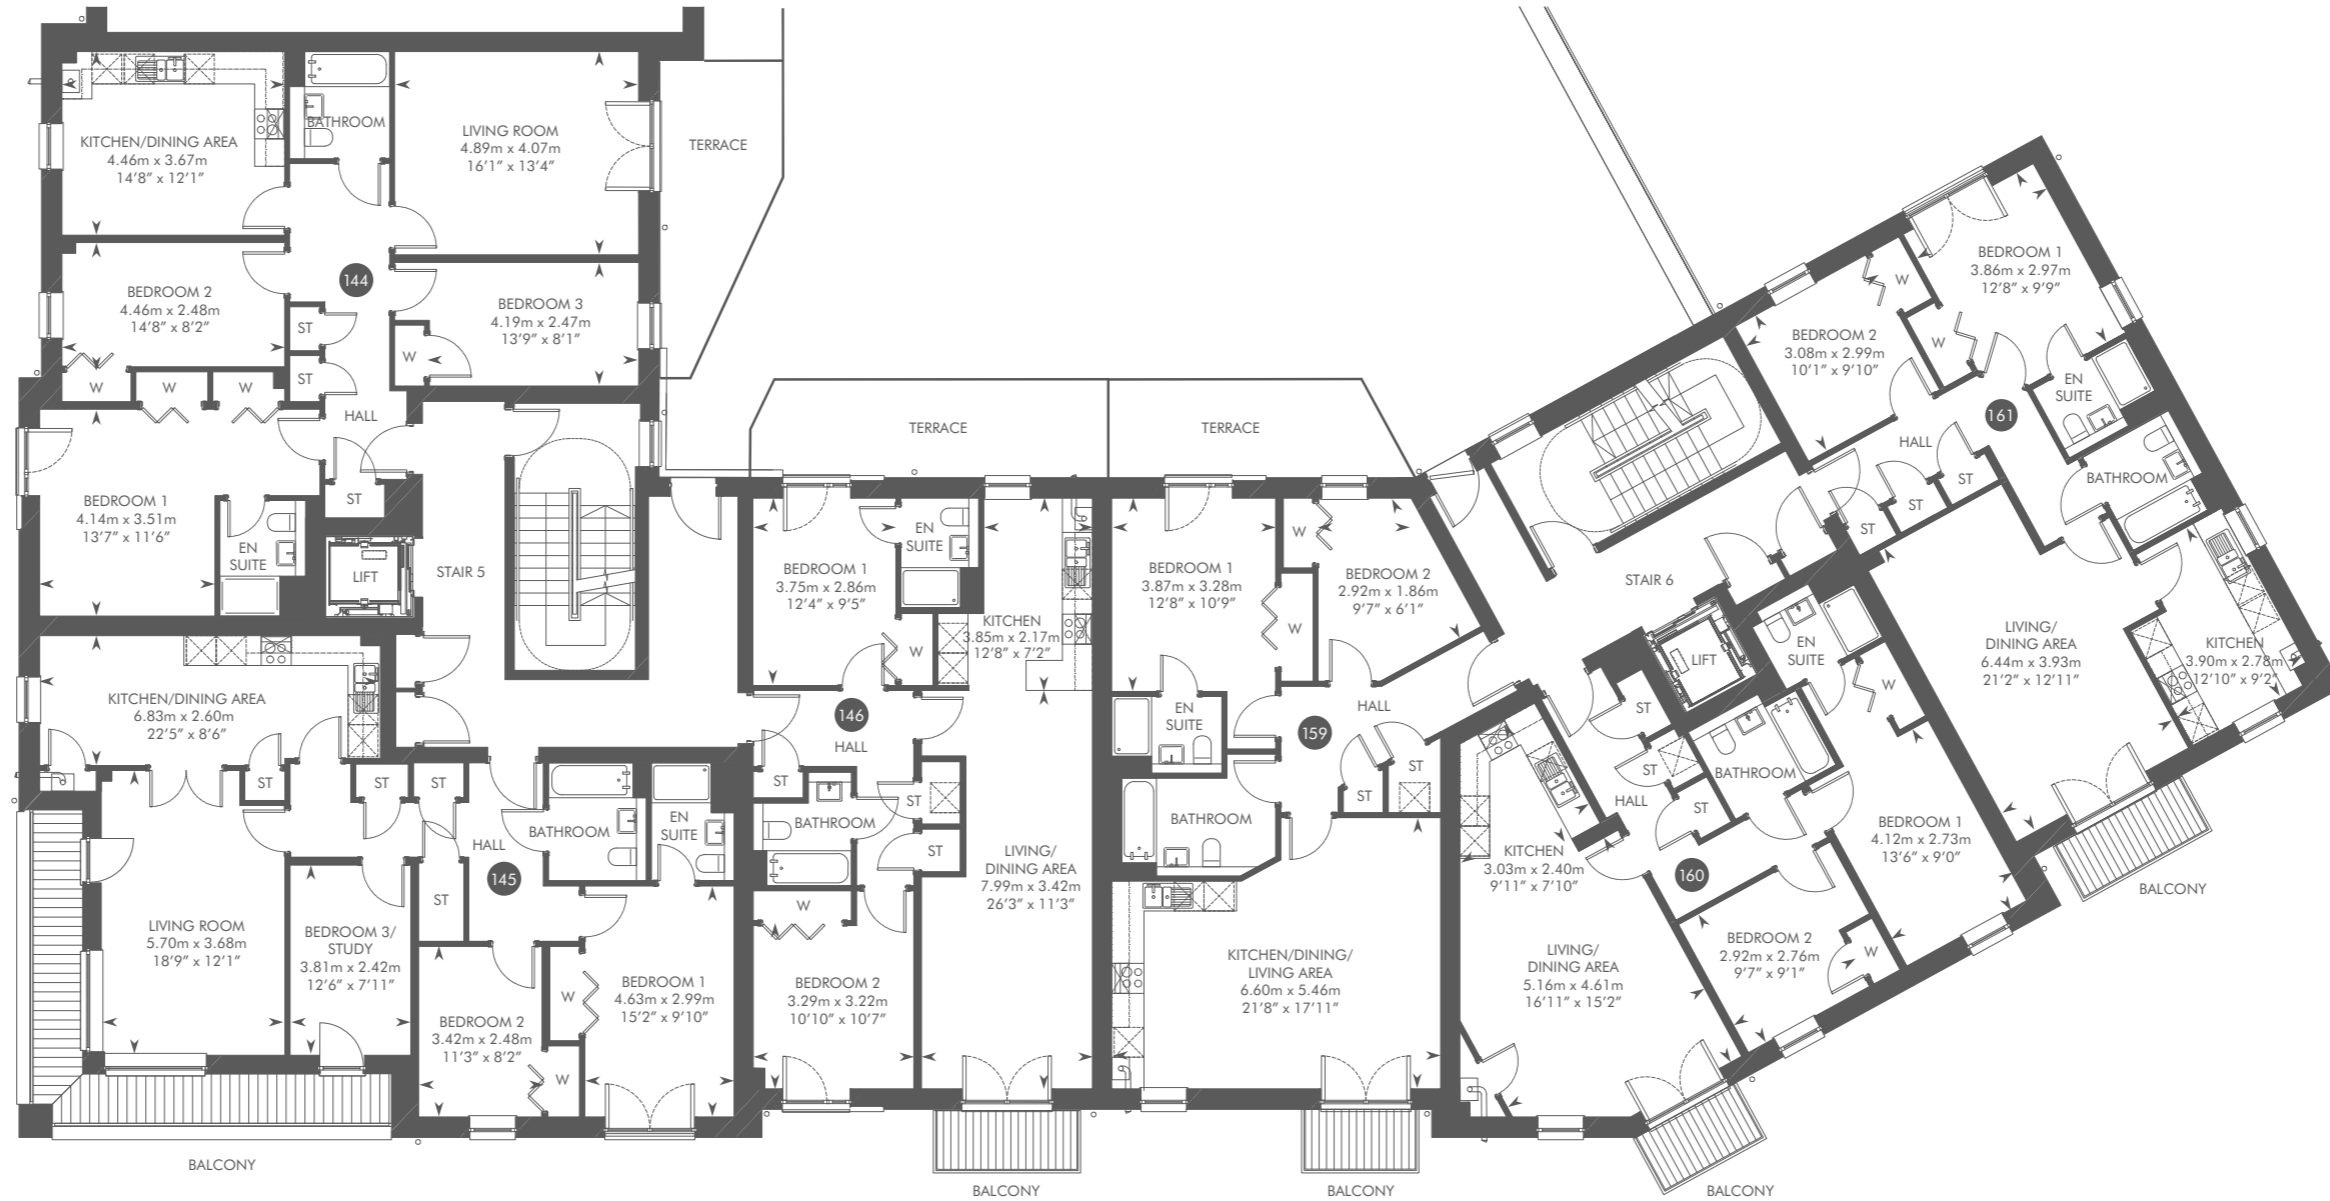 KITCHEN/DINING AREA
4.46m x 3.67m
14'8" x 12'1"
BATHROOM
LIVING ROOM
4.89m x 4.07m
16'1" x 13'4"
TERRACE
BEDROOM 2
4.46m x 2.48m
14'8" x 8'2"
144
BEDROOM 3
4.19m x 2.47m
13'9" x 8'1"
ST
ST
W
W
W
W
HALL
ST
BEDROOM 1
4.14m x 3.51m
13'7" x 11'6"
EN
SUITE
LIFT
STAIR 5
KITCHEN/DINING AREA
6.83m x 2.60m
22'5" x 8'6"
ST
ST
ST
LIVING ROOM
5.70m x 3.68m
18'9" x 12'1"
BEDROOM 3/
STUDY
3.81m x 2.42m
12'6" x 7'11"
BALCONY
HALL
145
ST
BATHROOM
EN
SUITE
BEDROOM 2
3.42m x 2.48m
11'3" x 8'2"
W
W
BEDROOM 1
4.63m x 2.99m
15'2" x 9'10"
TERRACE
BEDROOM 1
3.75m x 2.86m
12'4" x 9'5"
EN
SUITE
W
KITCHEN
3.85m x 2.17m
12'8" x 7'2"
146
HALL
ST
BATHROOM
ST
ST
W
BEDROOM 2
3.29m x 3.22m
10'10" x 10'7"
LIVING/
DINING AREA
7.99m x 3.42m
26'3" x 11'3"
BALCONY
TERRACE
BEDROOM 1
3.87m x 3.28m
12'8" x 10'9"
W
W
BEDROOM 2
2.92m x 1.86m
9'7" x 6'1"
EN
SUITE
159
HALL
ST
ST
BATHROOM
KITCHEN/DINING/
LIVING AREA
6.60m x 5.46m
21'8" x 17'11"
BALCONY
STAIR 6
LIFT
KITCHEN
3.03m x 2.40m
9'11" x 7'10"
ST
ST
HALL
ST
BATHROOM
EN
SUITE
W
160
BEDROOM 1
4.12m x 2.73m
13'6" x 9'0"
LIVING/
DINING AREA
5.16m x 4.61m
16'11" x 15'2"
BEDROOM 2
2.92m x 2.76m
9'7" x 9'1"
W
BALCONY
BEDROOM 1
3.86m x 2.97m
12'8" x 9'9"
W
W
BEDROOM 2
3.08m x 2.99m
10'1" x 9'10"
EN
SUITE
161
HALL
ST
ST
ST
BATHROOM
LIVING/
DINING AREA
6.44m x 3.93m
21'2" x 12'11"
KITCHEN
3.90m x 2.78m
12'10" x 9'2"
BALCONY